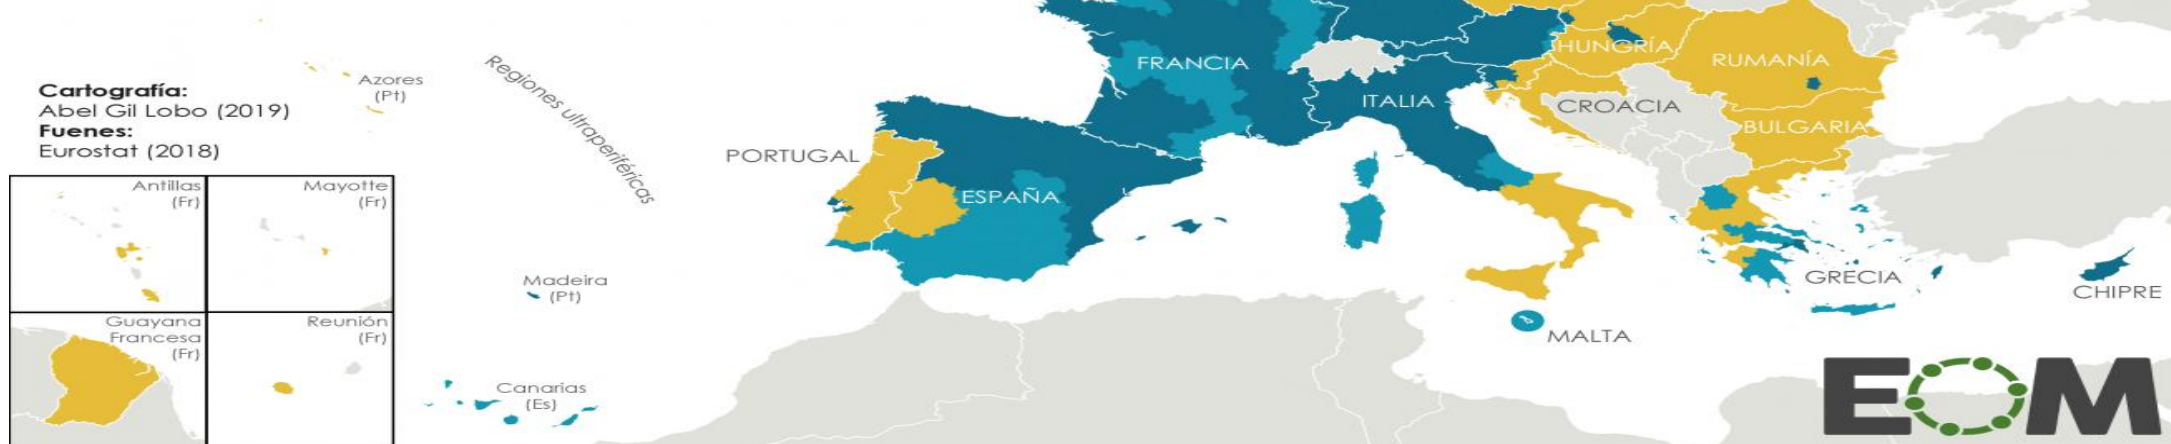 Cartografía:
Abel Gil Lobo (2019)
Fuenes:
Eurostat (2018)
Azores
(Pt)
Regiones ultraperiféricas
Antillas
(Fr)
Mayotte
(Fr)
Guayana
Francesa
(Fr)
Reunión
(Fr)
Madeira
(Pt)
Canarias
(Es)
PORTUGAL
ESPAÑA
FRANCIA
ITALIA
HUNGRÍA
RUMANÍA
CROACIA
BULGARIA
GRECIA
CHIPRE
MALTA
EOM